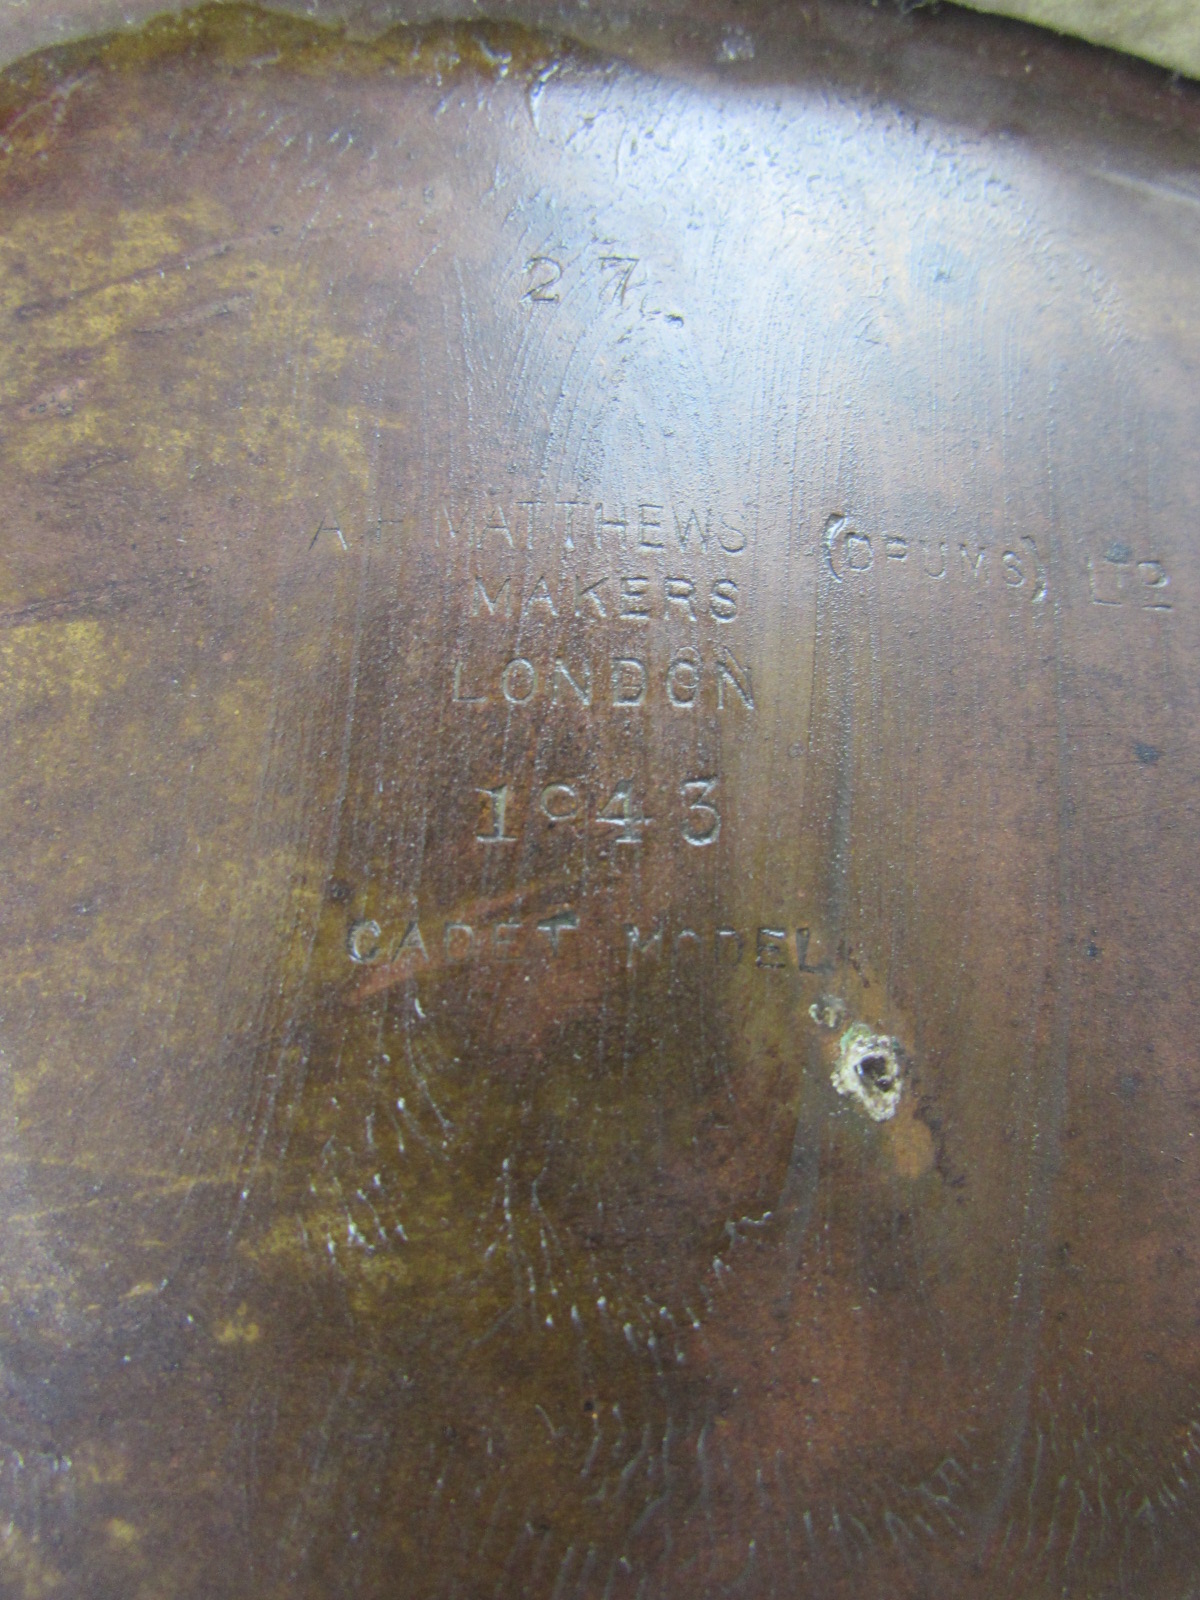 27
MATTHEWS (DRUMS) LTD
MAKERS
LONDON
1943
CADET MODEL